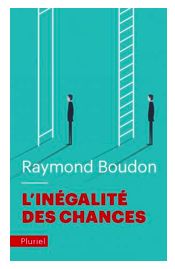 Raymond Boudon
L'INÉGALITÉ
DES CHANCES
Pluriel